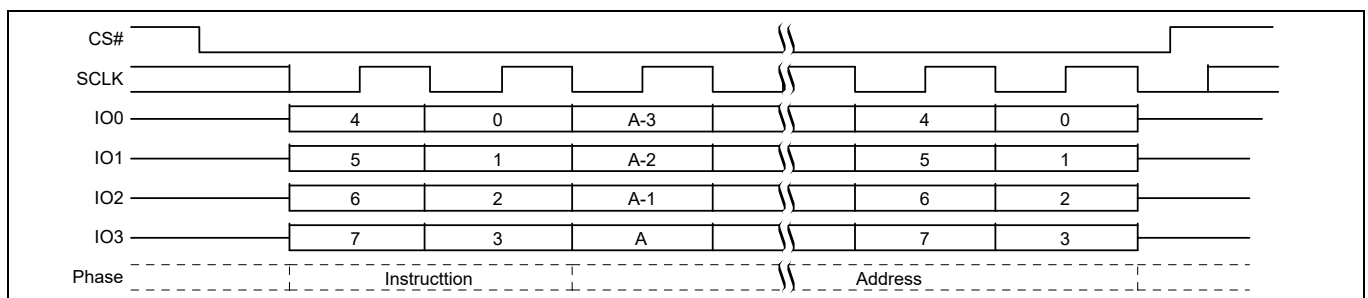 CS#
SCLK
IO0 4 0 A-3 4 0
IO1 5 1 A-2 5 1
IO2 6 2 A-1 6 2
IO3 7 3 A 7 3
Phase Instructtion Address